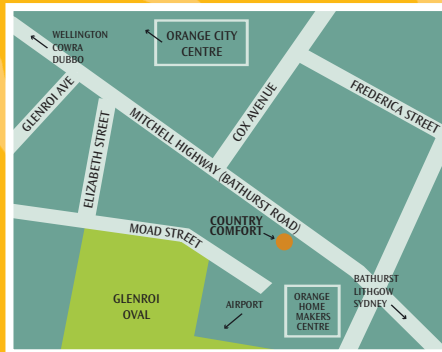 WELLINGTON
COWRA
DUBBO
ORANGE CITY
CENTRE
GLENROI AVE
ELIZABETH STREET
MITCHELL HIGHWAY (BATHURST ROAD)
COX AVENUE
FREDERICA STREET
MOAD STREET
COUNTRY
COMFORT
GLENROI
OVAL
AIRPORT
ORANGE
HOME
MAKERS
CENTRE
BATHURST
LITHGOW
SYDNEY